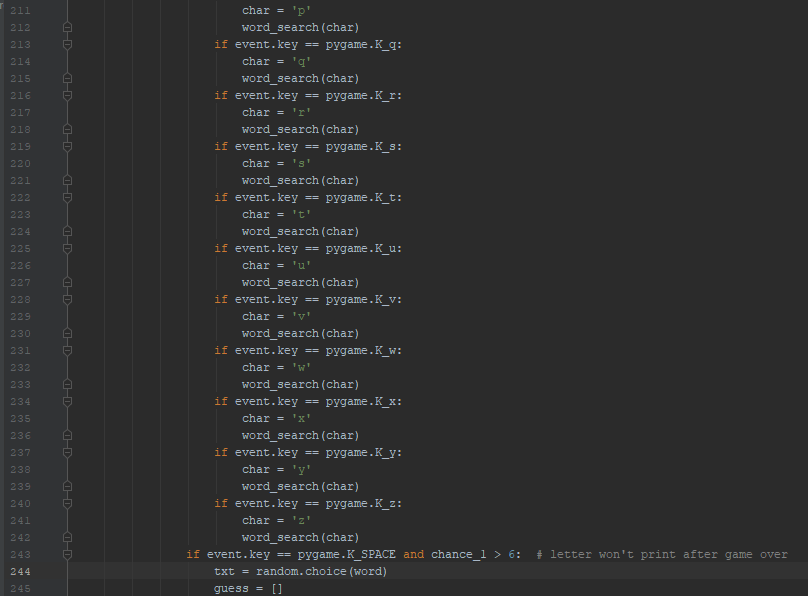 211 char = 'p'
212 word_search(char)
213 if event.key == pygame.K_q:
214 char = 'q'
215 word_search(char)
216 if event.key == pygame.K_r:
217 char = 'r'
218 word_search(char)
219 if event.key == pygame.K_s:
220 char = 's'
221 word_search(char)
222 if event.key == pygame.K_t:
223 char = 't'
224 word_search(char)
225 if event.key == pygame.K_u:
226 char = 'u'
227 word_search(char)
228 if event.key == pygame.K_v:
229 char = 'v'
230 word_search(char)
231 if event.key == pygame.K_w:
232 char = 'w'
233 word_search(char)
234 if event.key == pygame.K_x:
235 char = 'x'
236 word_search(char)
237 if event.key == pygame.K_y:
238 char = 'y'
239 word_search(char)
240 if event.key == pygame.K_z:
241 char = 'z'
242 word_search(char)
243 if event.key == pygame.K_SPACE and chance_l > 6:  # letter won't print after game over
244 txt = random.choice(word)
245 guess = []